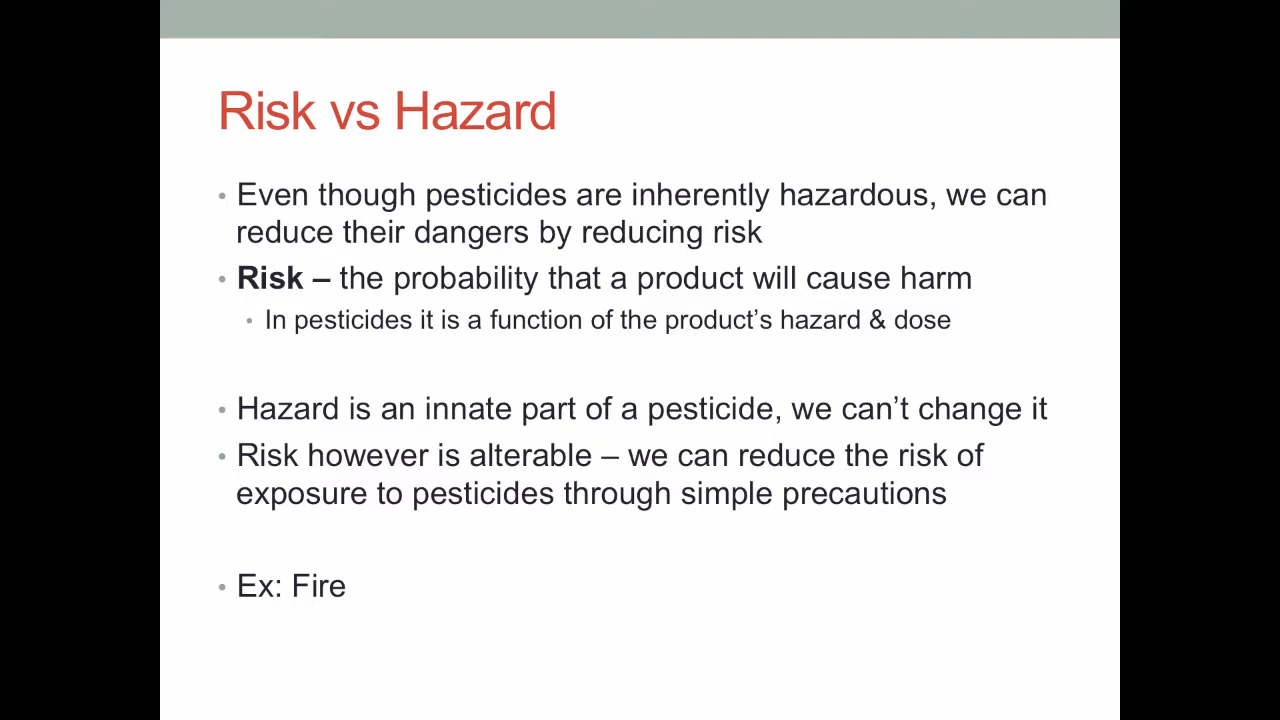 Risk vs Hazard
• Even though pesticides are inherently hazardous, we can
reduce their dangers by reducing risk
• Risk – the probability that a product will cause harm
• In pesticides it is a function of the product’s hazard & dose
• Hazard is an innate part of a pesticide, we can’t change it
• Risk however is alterable – we can reduce the risk of
exposure to pesticides through simple precautions
• Ex: Fire